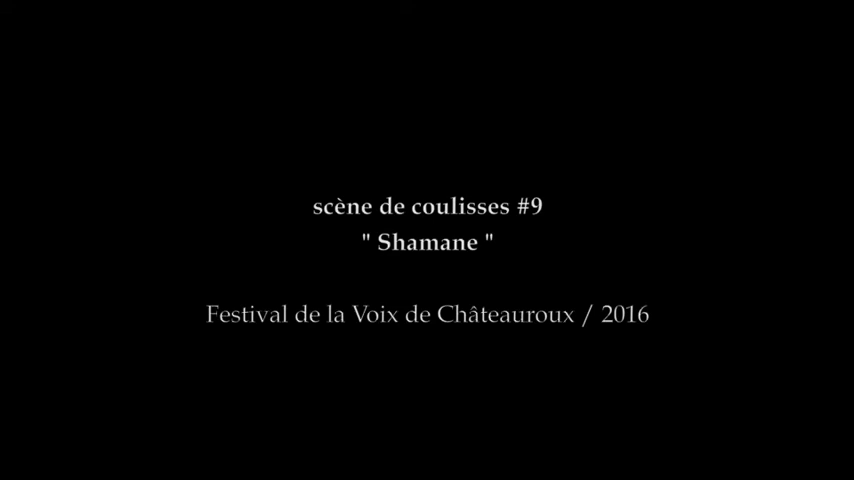 scène de coulisses #9
" Shamane "
Festival de la Voix de Châteauroux / 2016